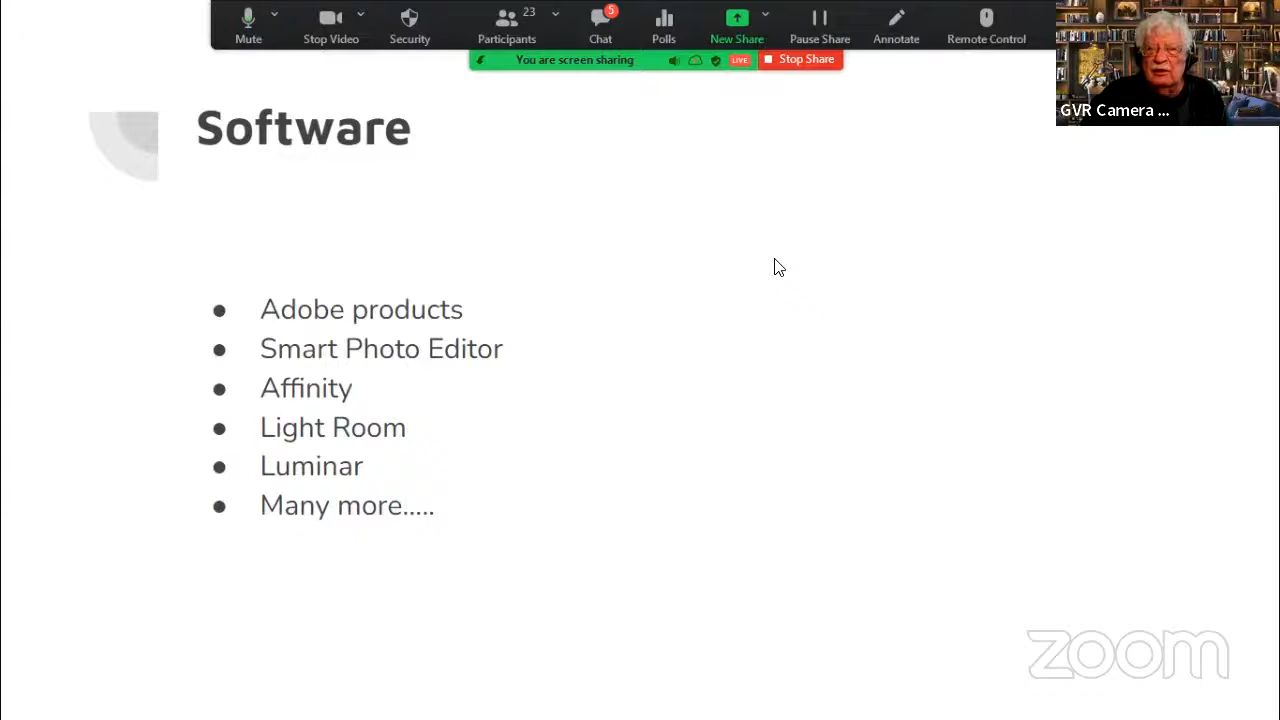 Mute
Stop Video
Security
23
Participants
5
Chat
Polls
New Share
Pause Share
Annotate
Remote Control
You are screen sharing
LIVE
Stop Share
GVR Camera ...
Software
● Adobe products
● Smart Photo Editor
● Affinity
● Light Room
● Luminar
● Many more.....
zoom